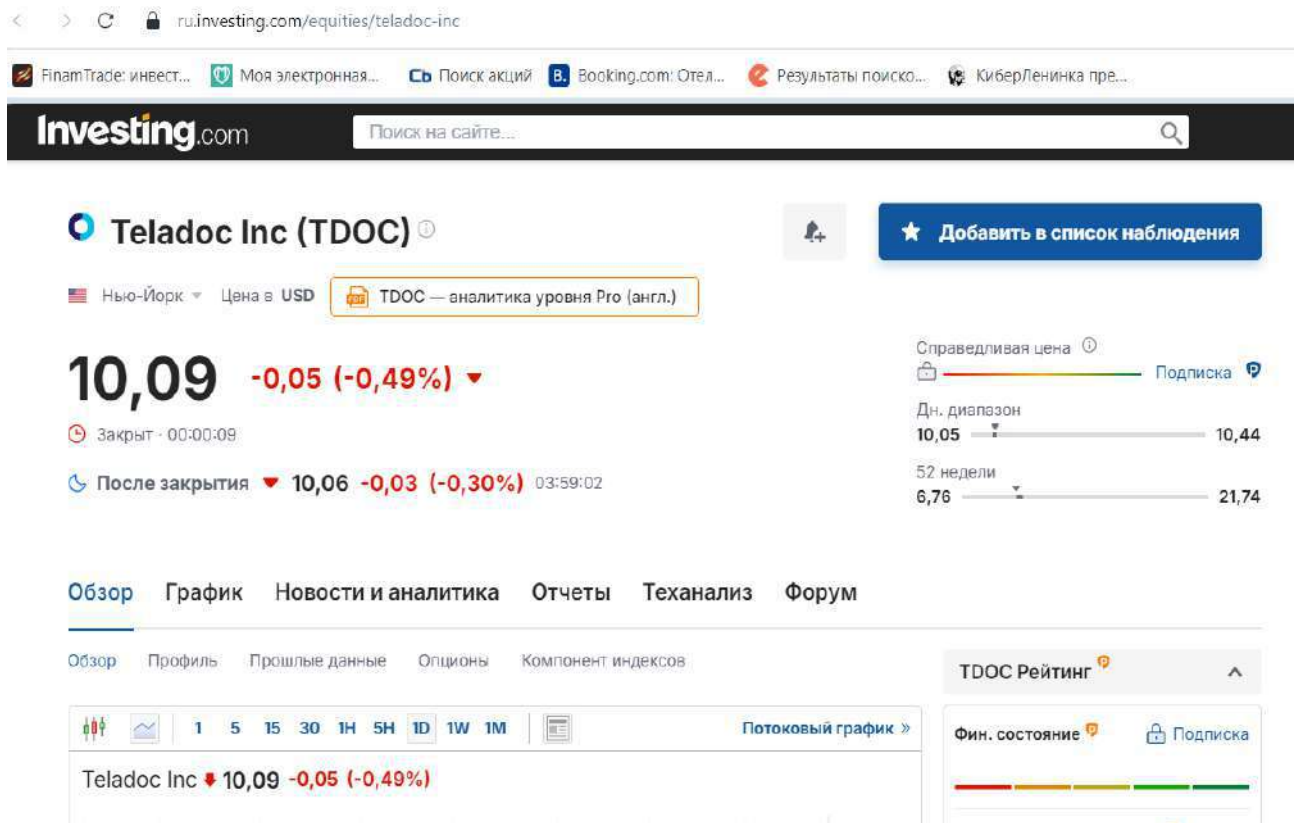 ru.investing.com/equities/teladoc-inc
FinamTrade: инвест... Моя электронная... Cb Поиск акций B. Booking.com: Отел... Результаты поиско... КиберЛенинка пре...
Investing.com Поиск на сайте...
Teladoc Inc (TDOC)
Добавить в список наблюдения
Нью-Йорк Цена в USD PDF TDOC — аналитика уровня Pro (англ.)
10,09 -0,05 (-0,49%)
Закрыт · 00:00:09
После закрытия 10,06 -0,03 (-0,30%) 03:59:02
Справедливая цена
Подписка
Дн. диапазон
10,05 10,44
52 недели
6,76 21,74
Обзор График Новости и аналитика Отчеты Теханализ Форум
Обзор Профиль Прошлые данные Опционы Компонент индексов
1 5 15 30 1H 5H 1D 1W 1M Потоковый график »
Teladoc Inc 10,09 -0,05 (-0,49%)
TDOC Рейтинг
Фин. состояние Подписка